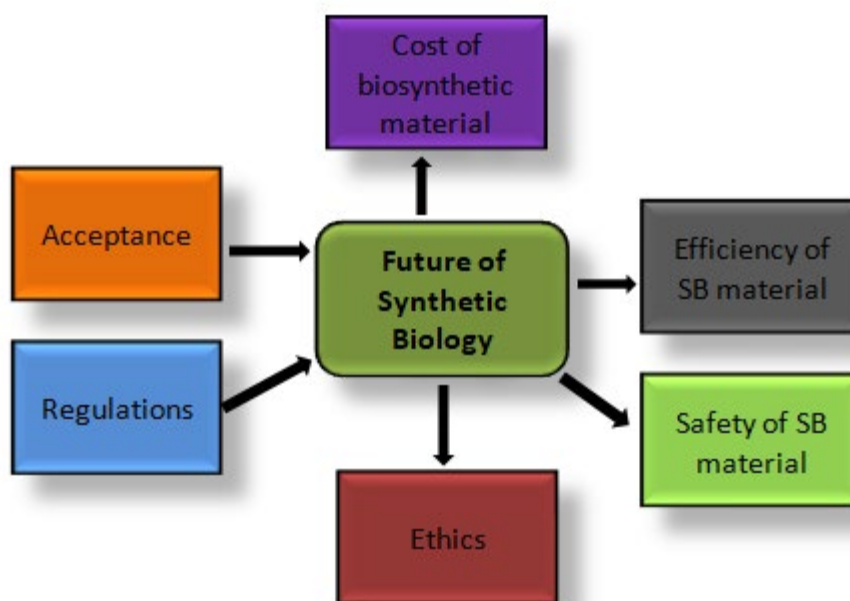 Cost of
biosynthetic
material
Acceptance
Future of
Synthetic
Biology
Efficiency of
SB material
Regulations
Safety of SB
material
Ethics